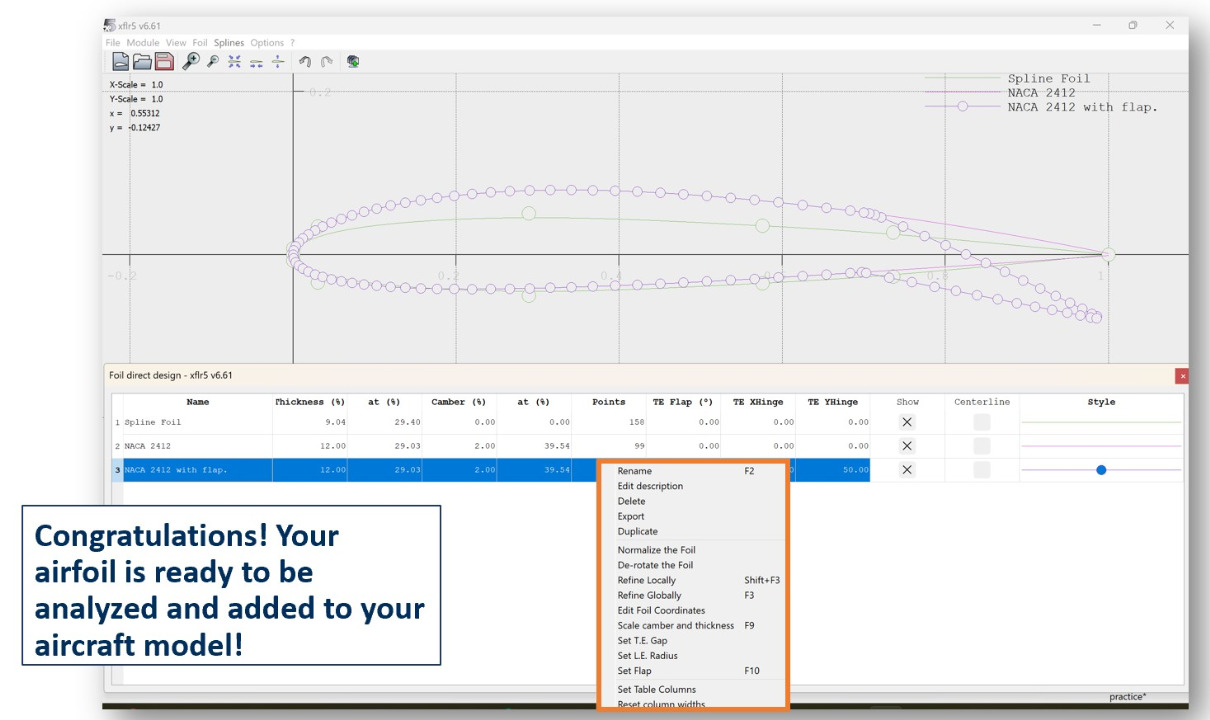 xflr5 v6.61
File Module View Foil Splines Options ?
X-Scale = 1.0
Y-Scale = 1.0
x = 0.55312
y = -0.12427
0.2
Spline Foil
NACA 2412
NACA 2412 with flap.
-0.2 0.2 0.4 0.6 0.8 1
Foil direct design - xflr5 v6.61
Name Thickness (%) at (%) Camber (%) at (%) Points TE Flap (°) TE XHinge TE YHinge Show Centerline Style
1 Spline Foil 9.04 29.40 0.00 0.00 158 0.00 0.00 0.00
2 NACA 2412 12.00 29.03 2.00 39.54 99 0.00 0.00 0.00
3 NACA 2412 with flap. 12.00 29.03 2.00 39.54 0 50.00
Rename F2
Edit description
Delete
Export
Duplicate
Normalize the Foil
De-rotate the Foil
Refine Locally Shift+F3
Refine Globally F3
Edit Foil Coordinates
Scale camber and thickness F9
Set T.E. Gap
Set L.E. Radius
Set Flap F10
Set Table Columns
Reset column widths
Congratulations! Your
airfoil is ready to be
analyzed and added to your
aircraft model!
practice*